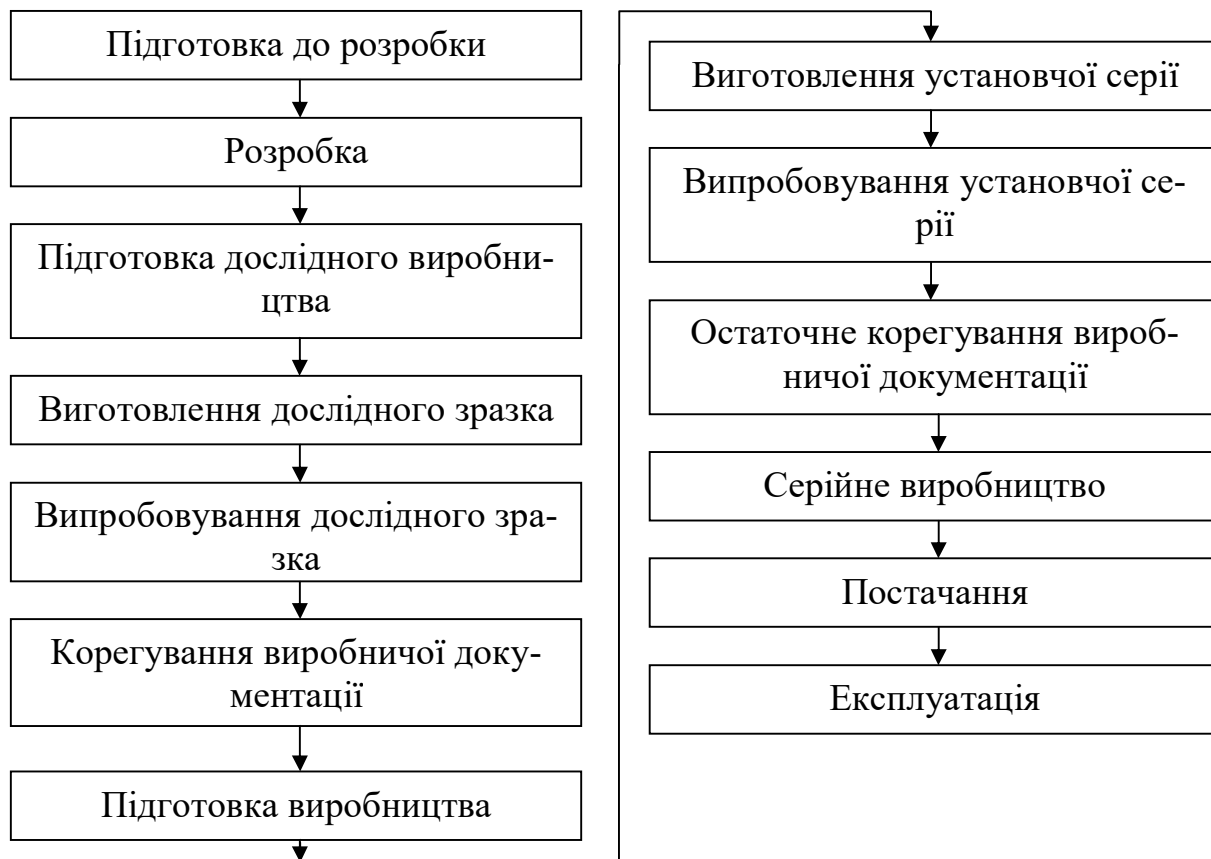 Підготовка до розробки
Розробка
Підготовка дослідного виробни-
цтва
Виготовлення дослідного зразка
Випробовування дослідного зра-
зка
Корегування виробничої доку-
ментації
Підготовка виробництва
Виготовлення установчої серії
Випробовування установчої се-
рії
Остаточне корегування вироб-
ничої документації
Серійне виробництво
Постачання
Експлуатація